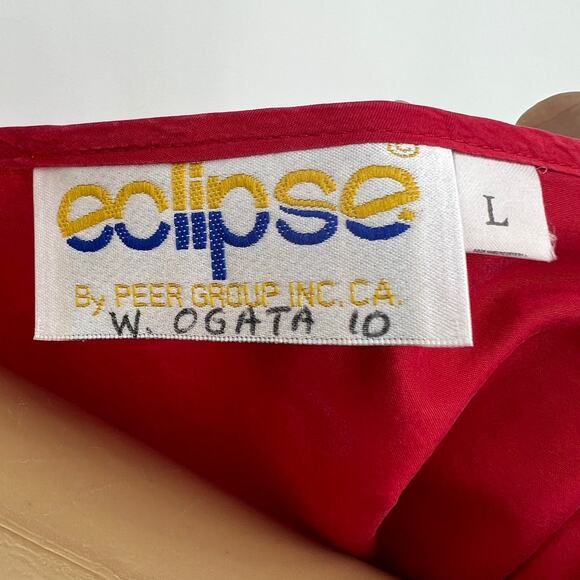 eclipse ©
By PEER GROUP INC. CA.
W. OGATA 10
L